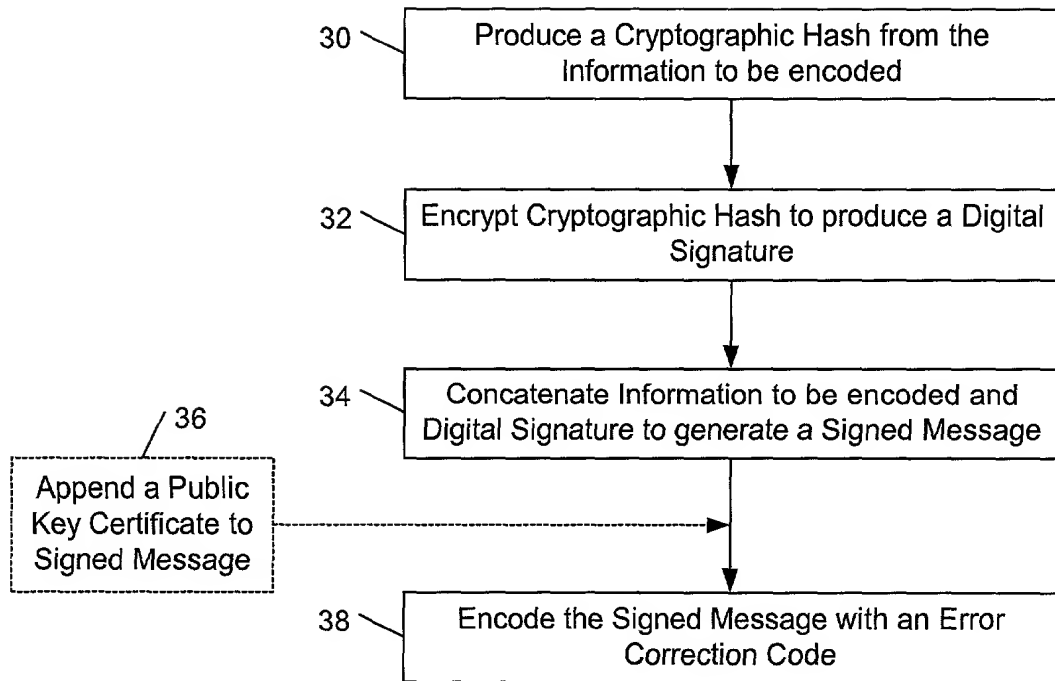 30
Produce a Cryptographic Hash from the
Information to be encoded
32
Encrypt Cryptographic Hash to produce a Digital
Signature
34
Concatenate Information to be encoded and
Digital Signature to generate a Signed Message
36
Append a Public
Key Certificate to
Signed Message
38
Encode the Signed Message with an Error
Correction Code